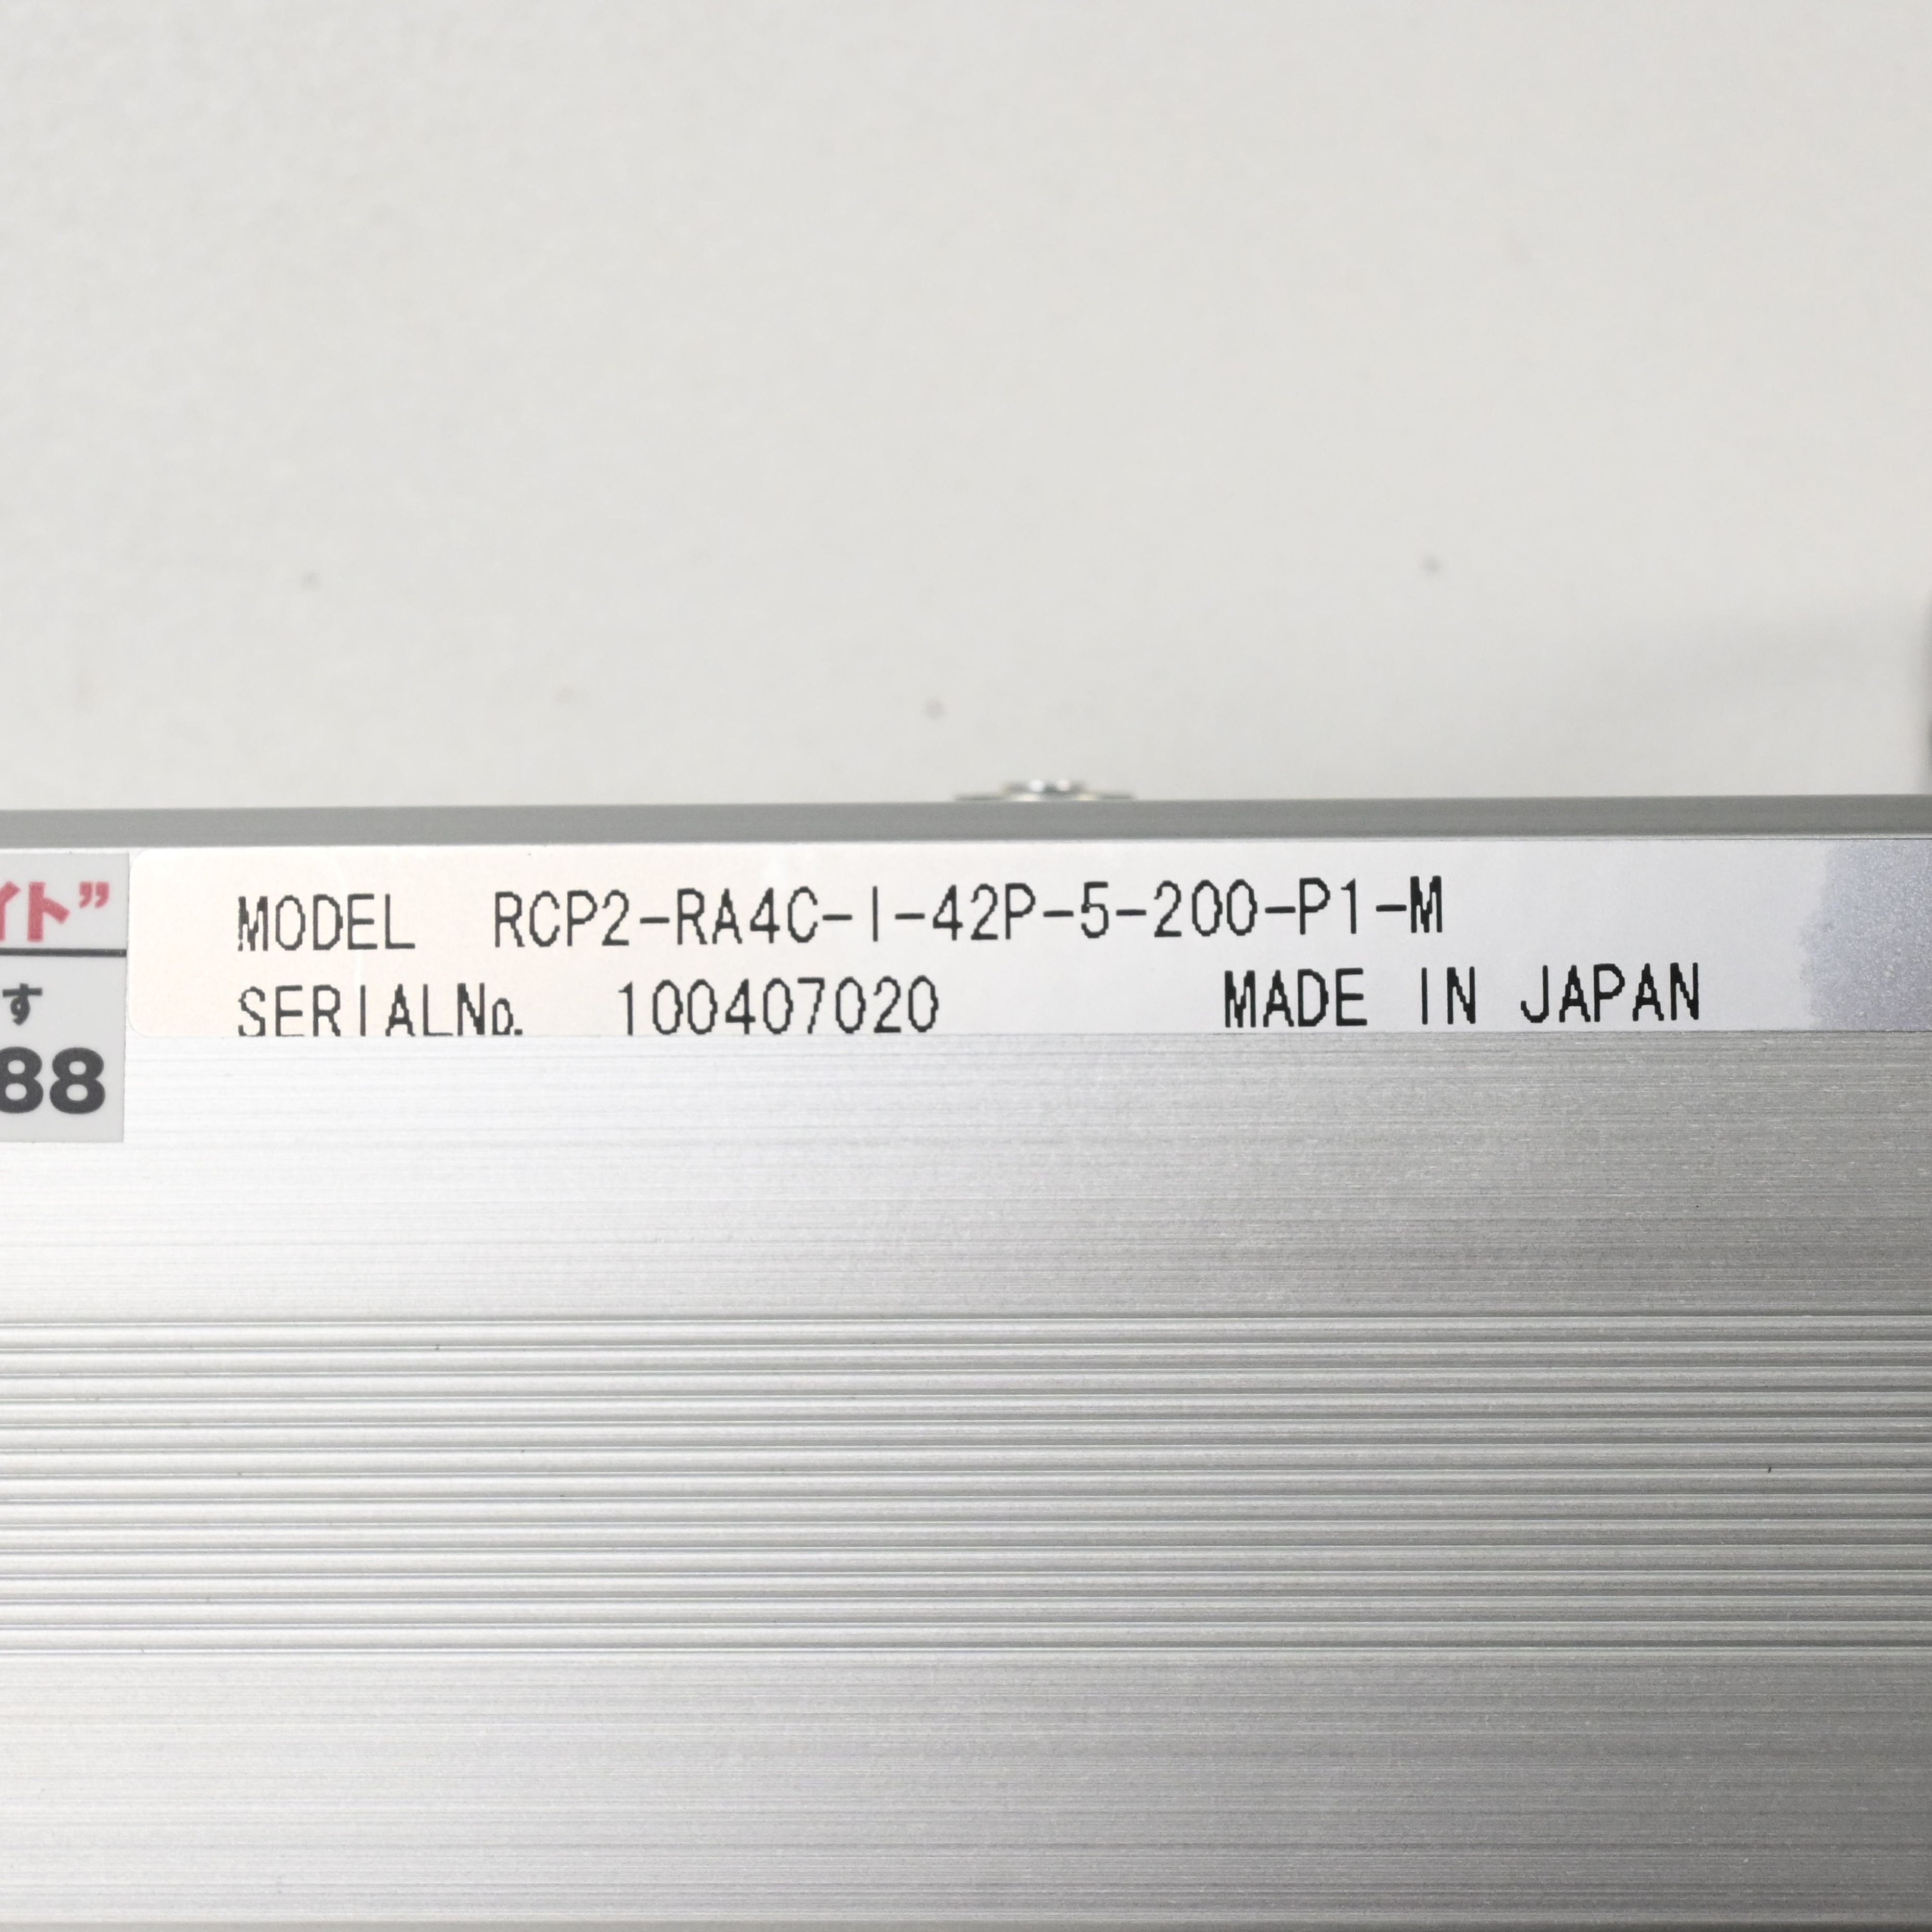 イト”
す
88
MODEL RCP2-RA4C-I-42P-5-200-P1-M
SERIALNo. 100407020 MADE IN JAPAN